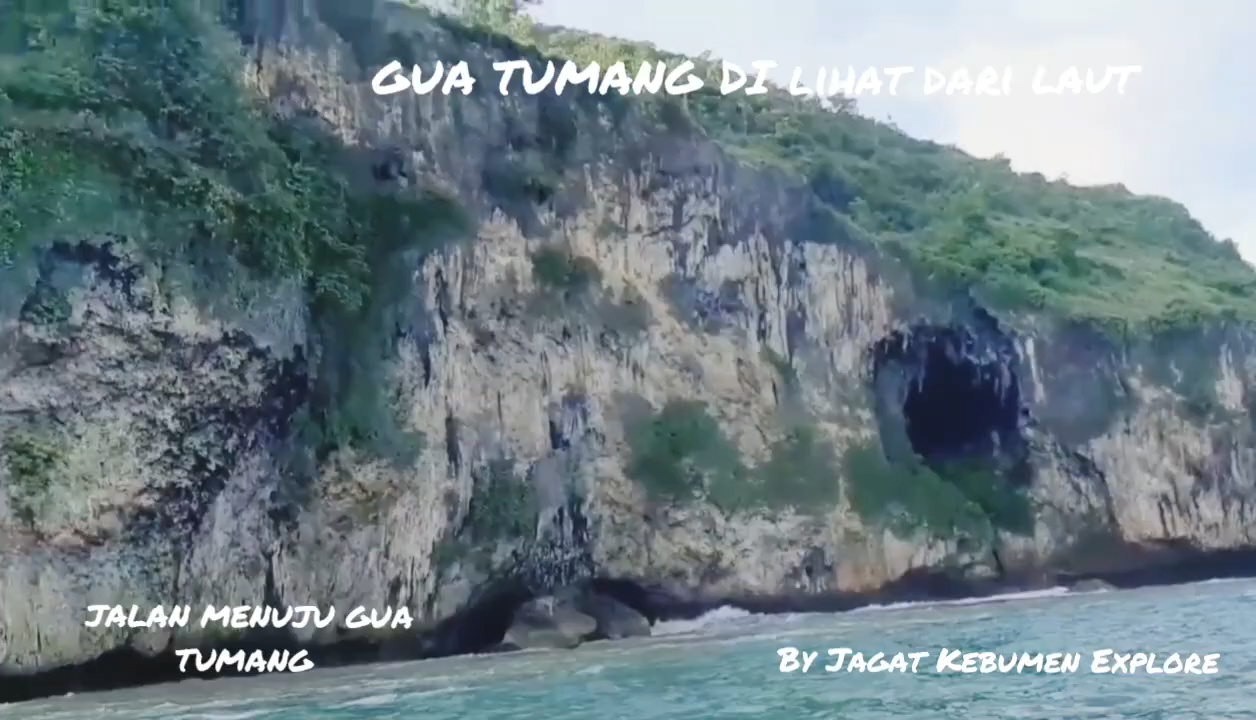 GUA TUMANG DI LIHAT DARI LAUT
JALAN MENUJU GUA
TUMANG
By Jagat Kebumen Explore